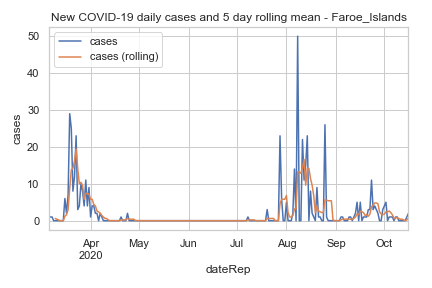 New COVID-19 daily cases and 5 day rolling mean - Faroe_Islands
cases
cases (rolling)
50
40
30
20
10
0
cases
Apr
2020
May
Jun
Jul
Aug
Sep
Oct
dateRep